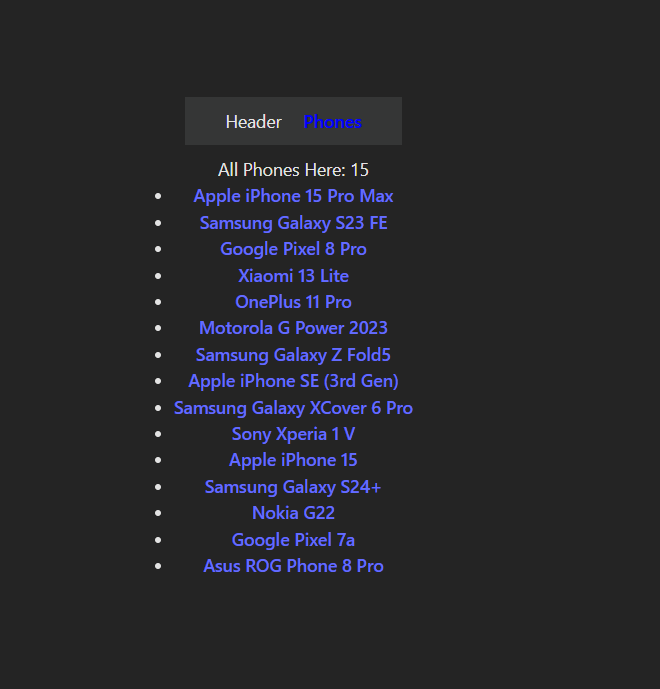 Header Phones
All Phones Here: 15
Apple iPhone 15 Pro Max
Samsung Galaxy S23 FE
Google Pixel 8 Pro
Xiaomi 13 Lite
OnePlus 11 Pro
Motorola G Power 2023
Samsung Galaxy Z Fold5
Apple iPhone SE (3rd Gen)
Samsung Galaxy XCover 6 Pro
Sony Xperia 1 V
Apple iPhone 15
Samsung Galaxy S24+
Nokia G22
Google Pixel 7a
Asus ROG Phone 8 Pro